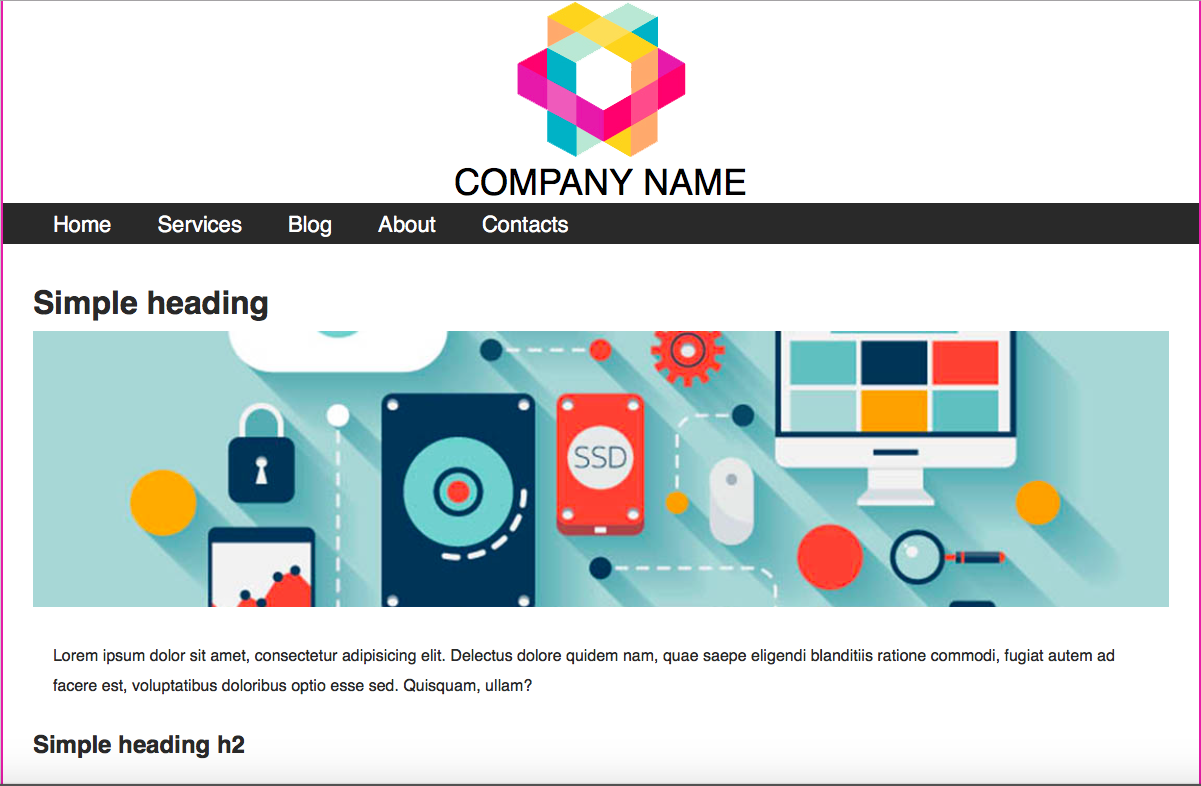 COMPANY NAME
Home Services Blog About Contacts
Simple heading
SSD
Lorem ipsum dolor sit amet, consectetur adipisicing elit. Delectus dolore quidem nam, quae saepe eligendi blanditiis ratione commodi, fugiat autem ad
facere est, voluptatibus doloribus optio esse sed. Quisquam, ullam?
Simple heading h2